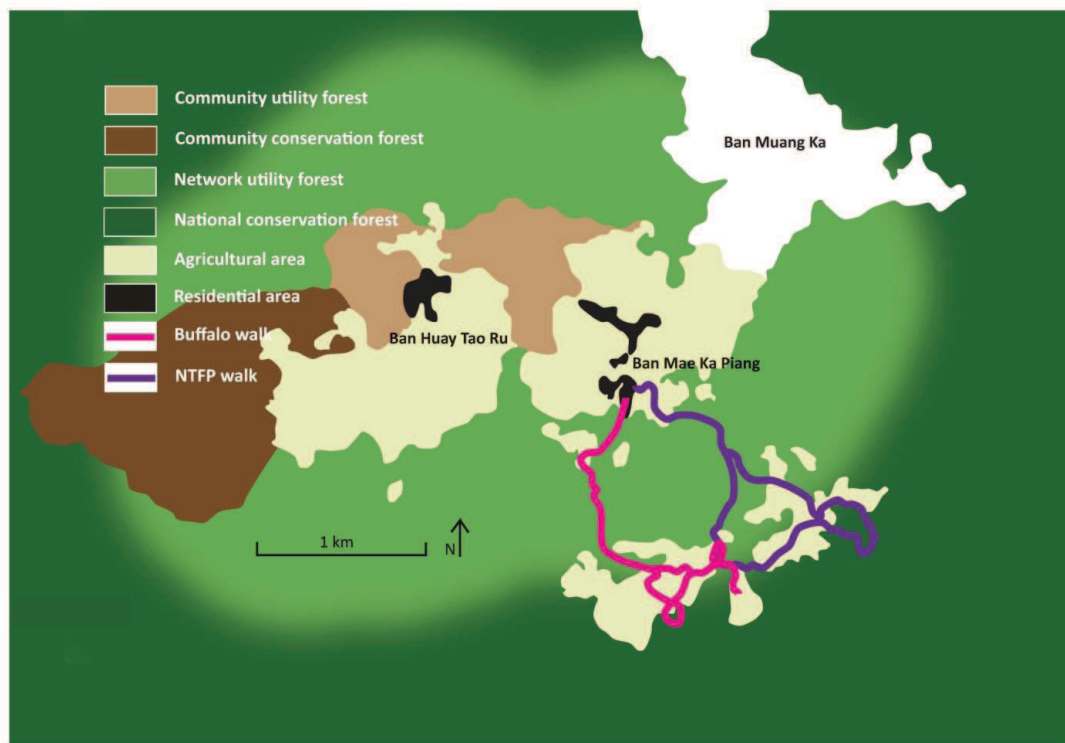 Community utility forest
Community conservation forest
Network utility forest
National conservation forest
Agricultural area
Residential area
Buffalo walk
NTFP walk
Ban Muang Ka
Ban Huay Tao Ru
Ban Mae Ka Piang
1 km
N